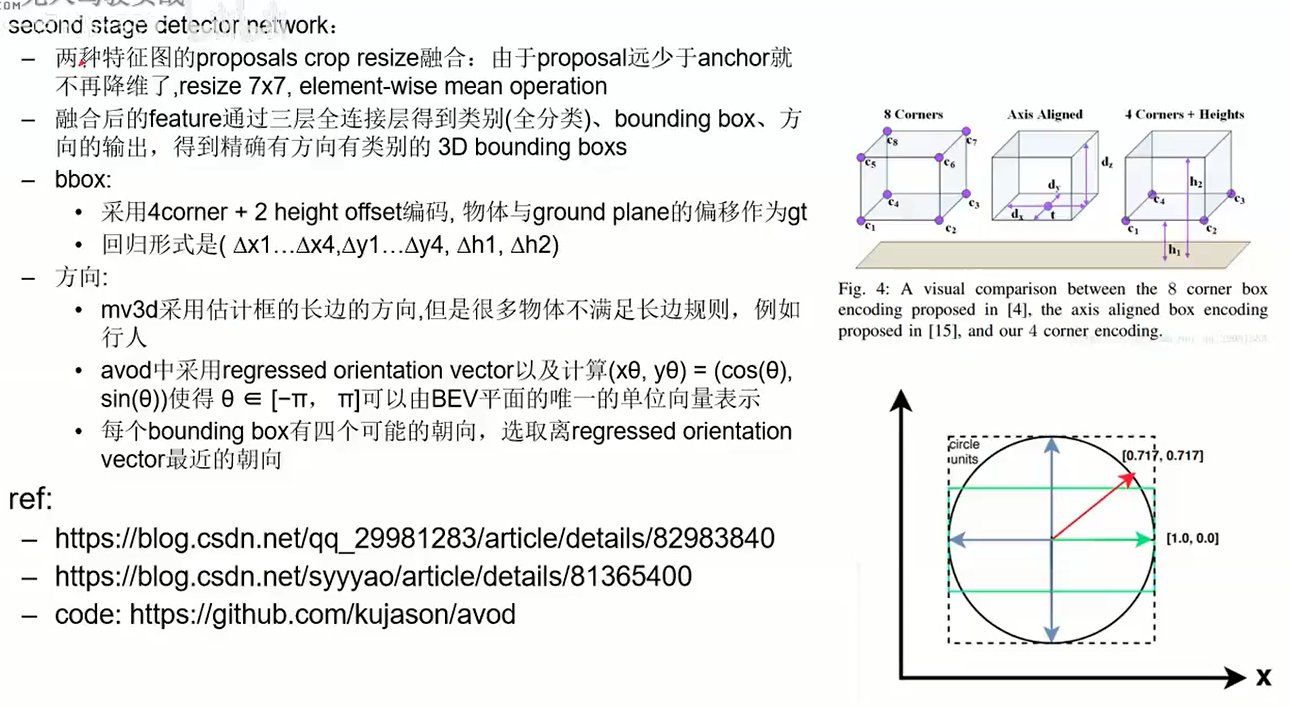 second stage detector network：
– 两种特征图的proposals crop resize融合：由于proposal远少于anchor就
不再降维了,resize 7x7, element-wise mean operation
– 融合后的feature通过三层全连接层得到类别(全分类)、bounding box、方
向的输出，得到精确有方向有类别的 3D bounding boxs
– bbox:
• 采用4corner + 2 height offset编码, 物体与ground plane的偏移作为gt
• 回归形式是( Δx1…Δx4,Δy1…Δy4, Δh1, Δh2)
– 方向:
• mv3d采用估计框的长边的方向,但是很多物体不满足长边规则，例如
行人
• avod中采用regressed orientation vector以及计算(xθ, yθ) = (cos(θ),
sin(θ))使得 θ ∈ [−π， π]可以由BEV平面的唯一的单位向量表示
• 每个bounding box有四个可能的朝向，选取离regressed orientation
vector最近的朝向
ref:
– https://blog.csdn.net/qq_29981283/article/details/82983840
– https://blog.csdn.net/syyyao/article/details/81365400
– code: https://github.com/kujason/avod
8 Corners Axis Aligned 4 Corners + Heights
c8 c7
c5 c6
c4 c3
c1 c2
dz
dy
dx t
h2
c4 c3
c1 c2
h1
Fig. 4: A visual comparison between the 8 corner box
encoding proposed in [4], the axis aligned box encoding
proposed in [15], and our 4 corner encoding.
circle
units
[0.717, 0.717]
[1.0, 0.0]
X